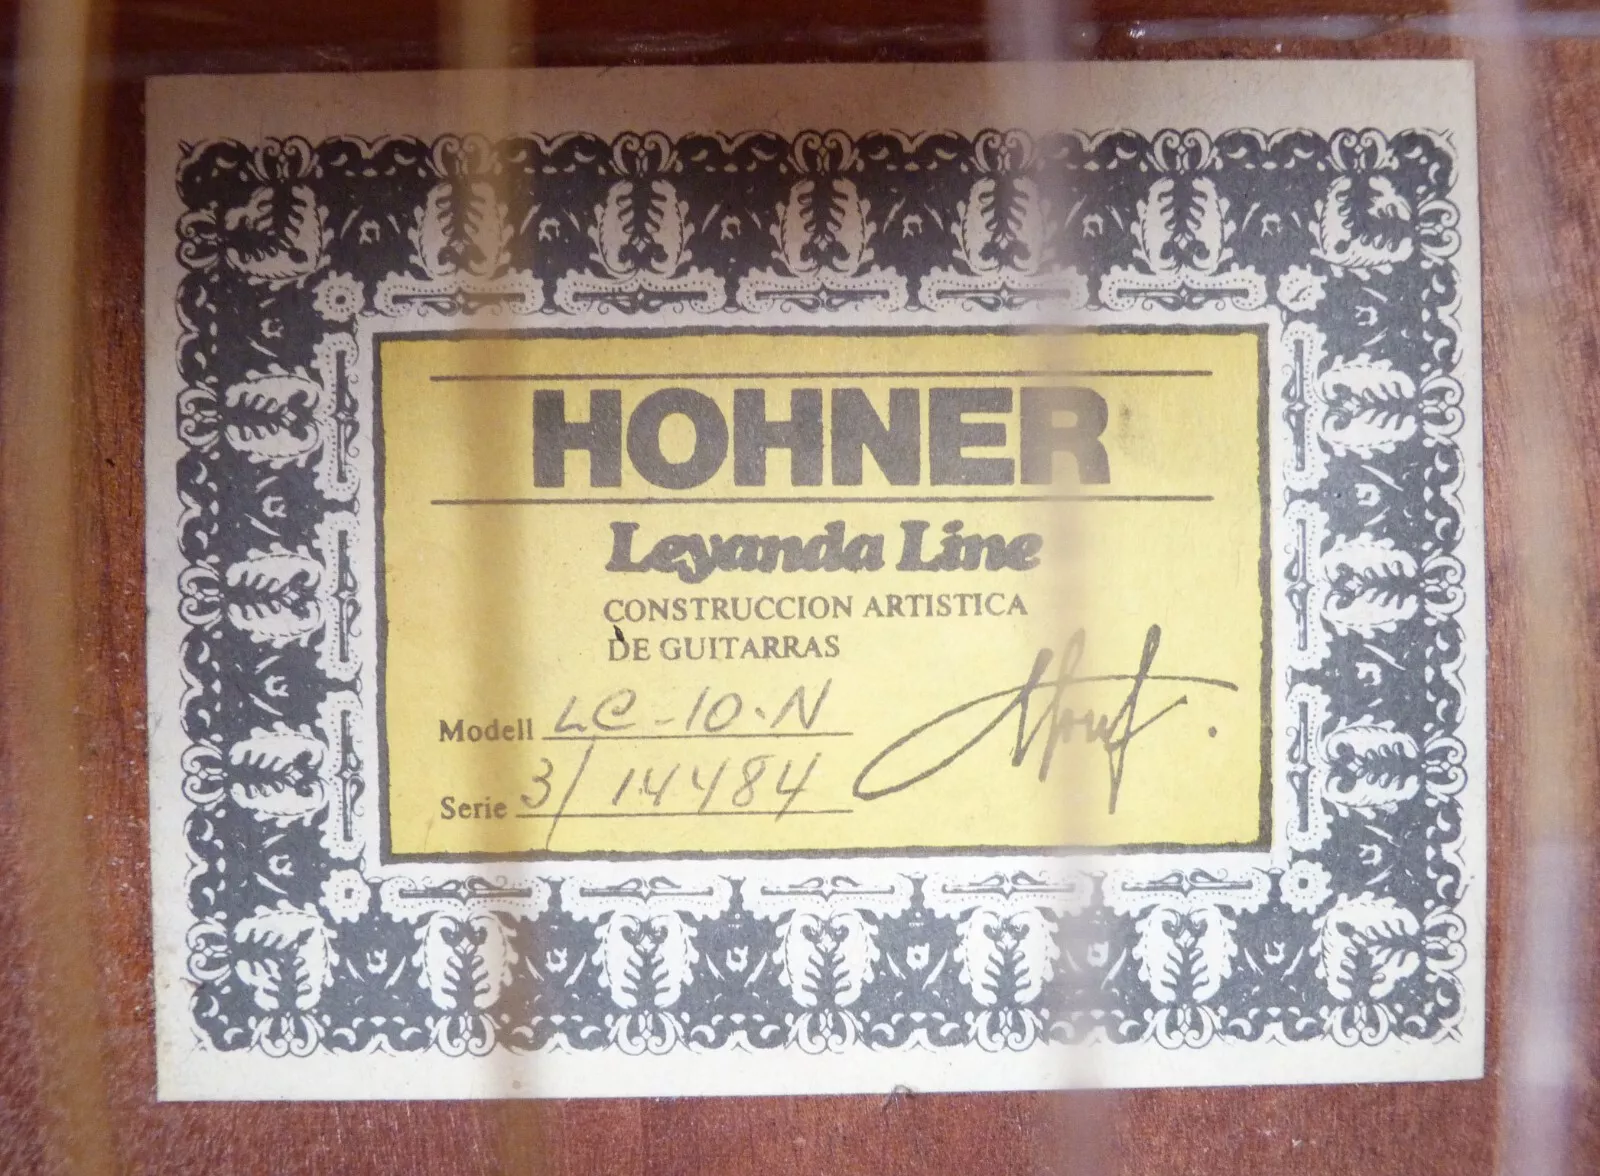 HOHNER
Leyanda Line
CONSTRUCCION ARTISTICA
DE GUITARRAS
Modell LC-10.N
Serie 3/14484